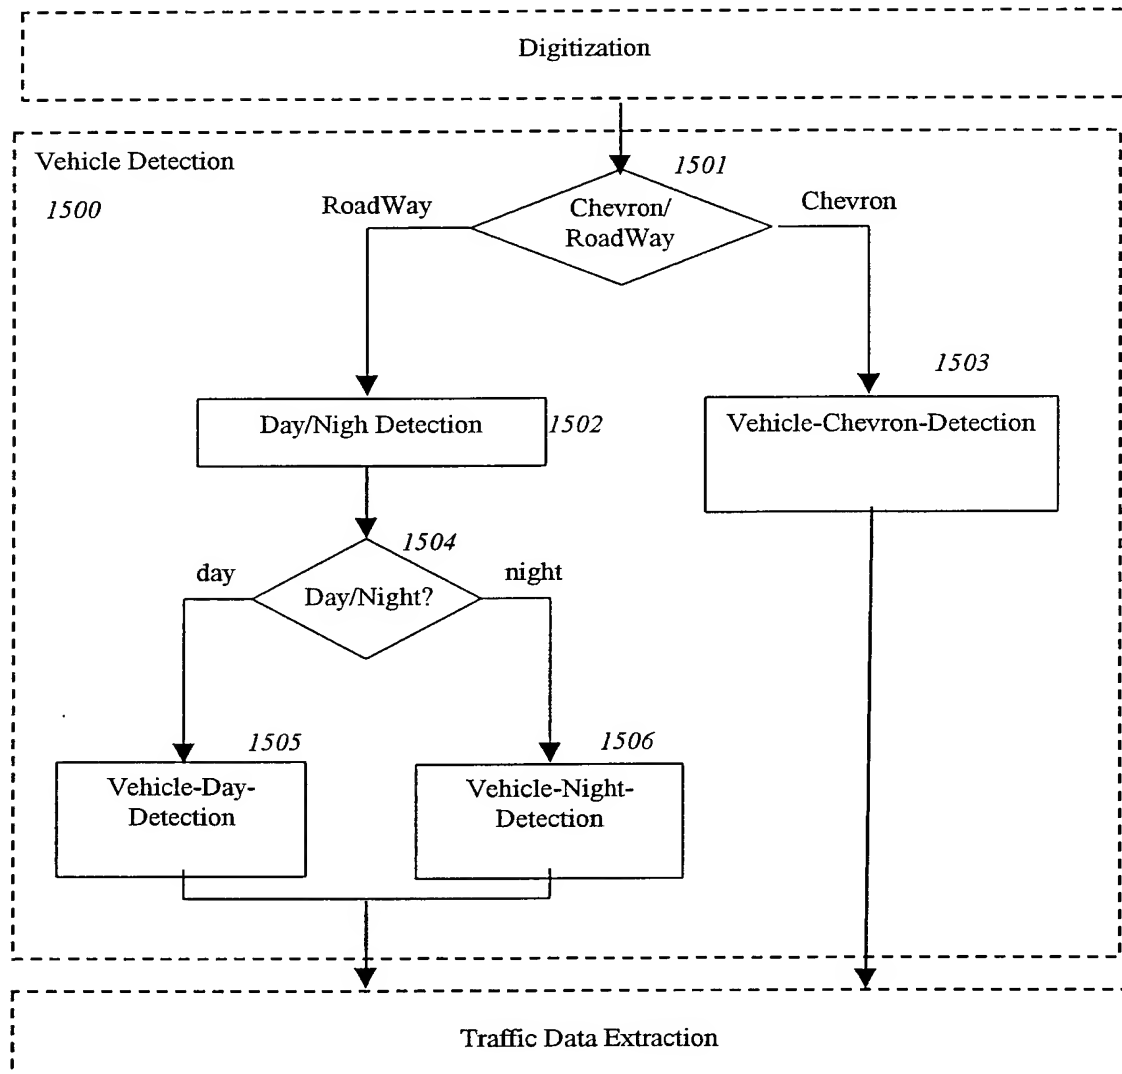 Digitization
Vehicle Detection
1500
1501
RoadWay
Chevron/
RoadWay
Chevron
1503
Day/Nigh Detection
1502
Vehicle-Chevron-Detection
1504
day
night
Day/Night?
1505
1506
Vehicle-Day-
Detection
Vehicle-Night-
Detection
Traffic Data Extraction